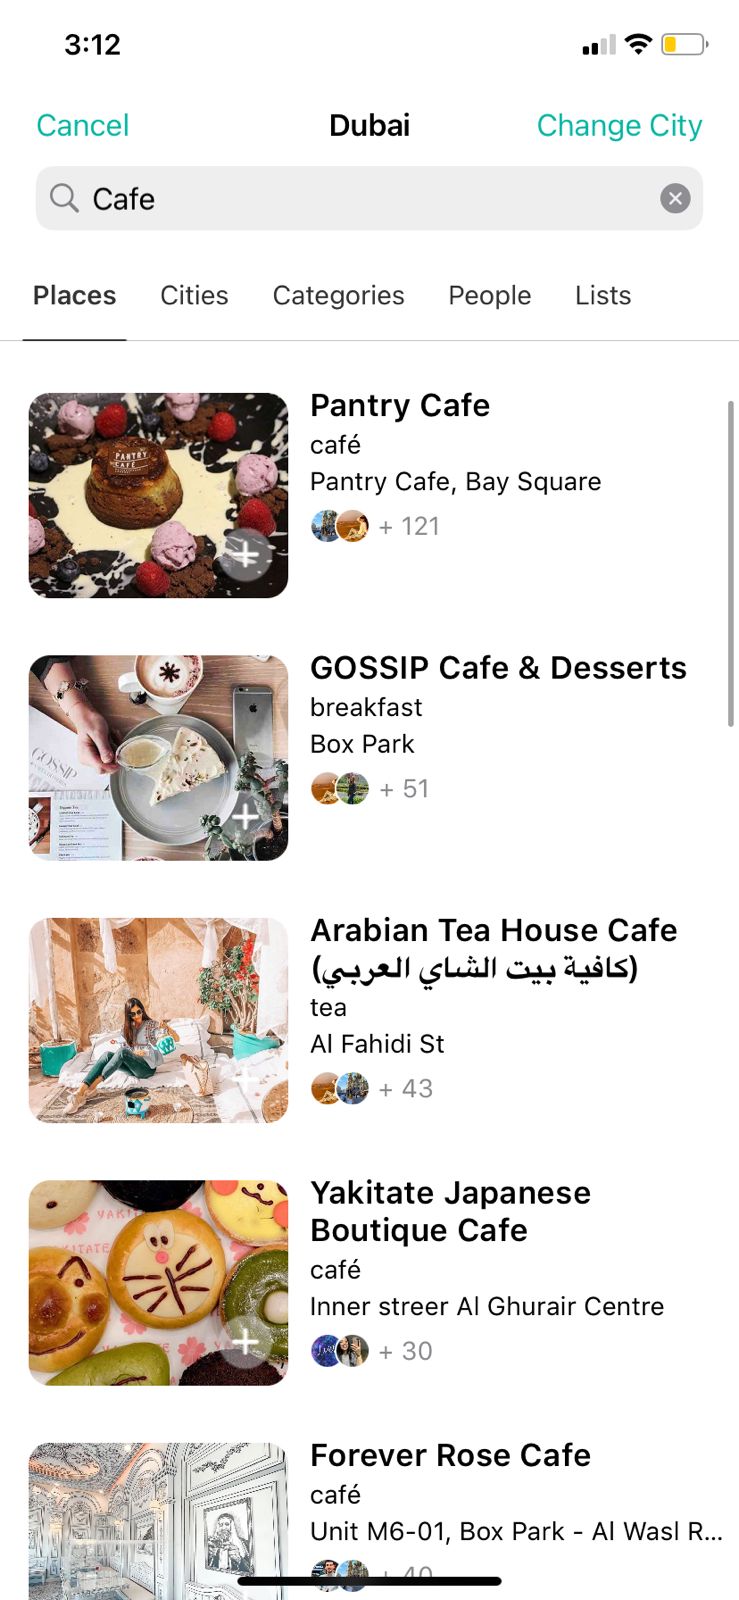 3:12
Cancel
Dubai
Change City
Cafe
Places
Cities
Categories
People
Lists
PANTRY
CAFÉ
Pantry Cafe
café
Pantry Cafe, Bay Square
+ 121
GOSSIP
GOSSIP Cafe & Desserts
breakfast
Box Park
+ 51
Arabian Tea House Cafe
(كافية بيت الشاي العربي)
tea
Al Fahidi St
+ 43
Yakitate Japanese
Boutique Cafe
café
Inner streer Al Ghurair Centre
+ 30
Forever Rose Cafe
café
Unit M6-01, Box Park - Al Wasl R...
+ 40